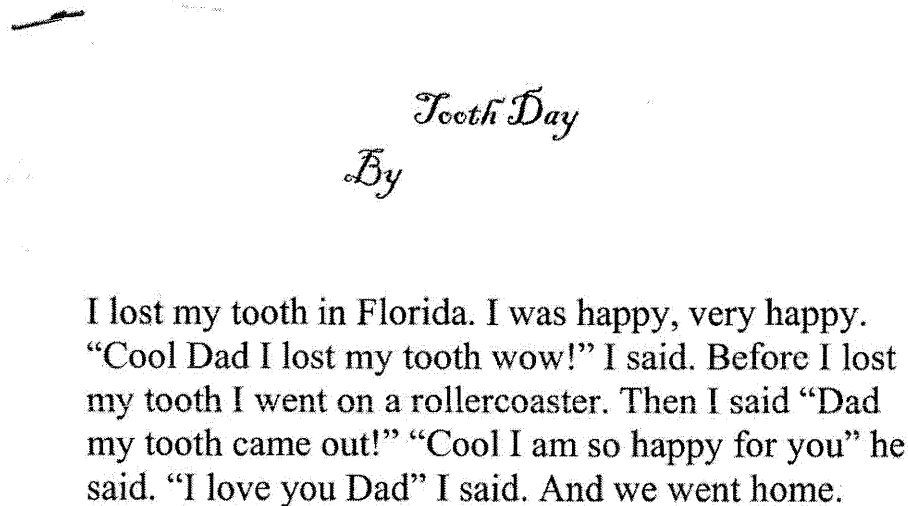 Tooth Day
By
I lost my tooth in Florida. I was happy, very happy.
“Cool Dad I lost my tooth wow!” I said. Before I lost
my tooth I went on a rollercoaster. Then I said “Dad
my tooth came out!” “Cool I am so happy for you” he
said. “I love you Dad” I said. And we went home.